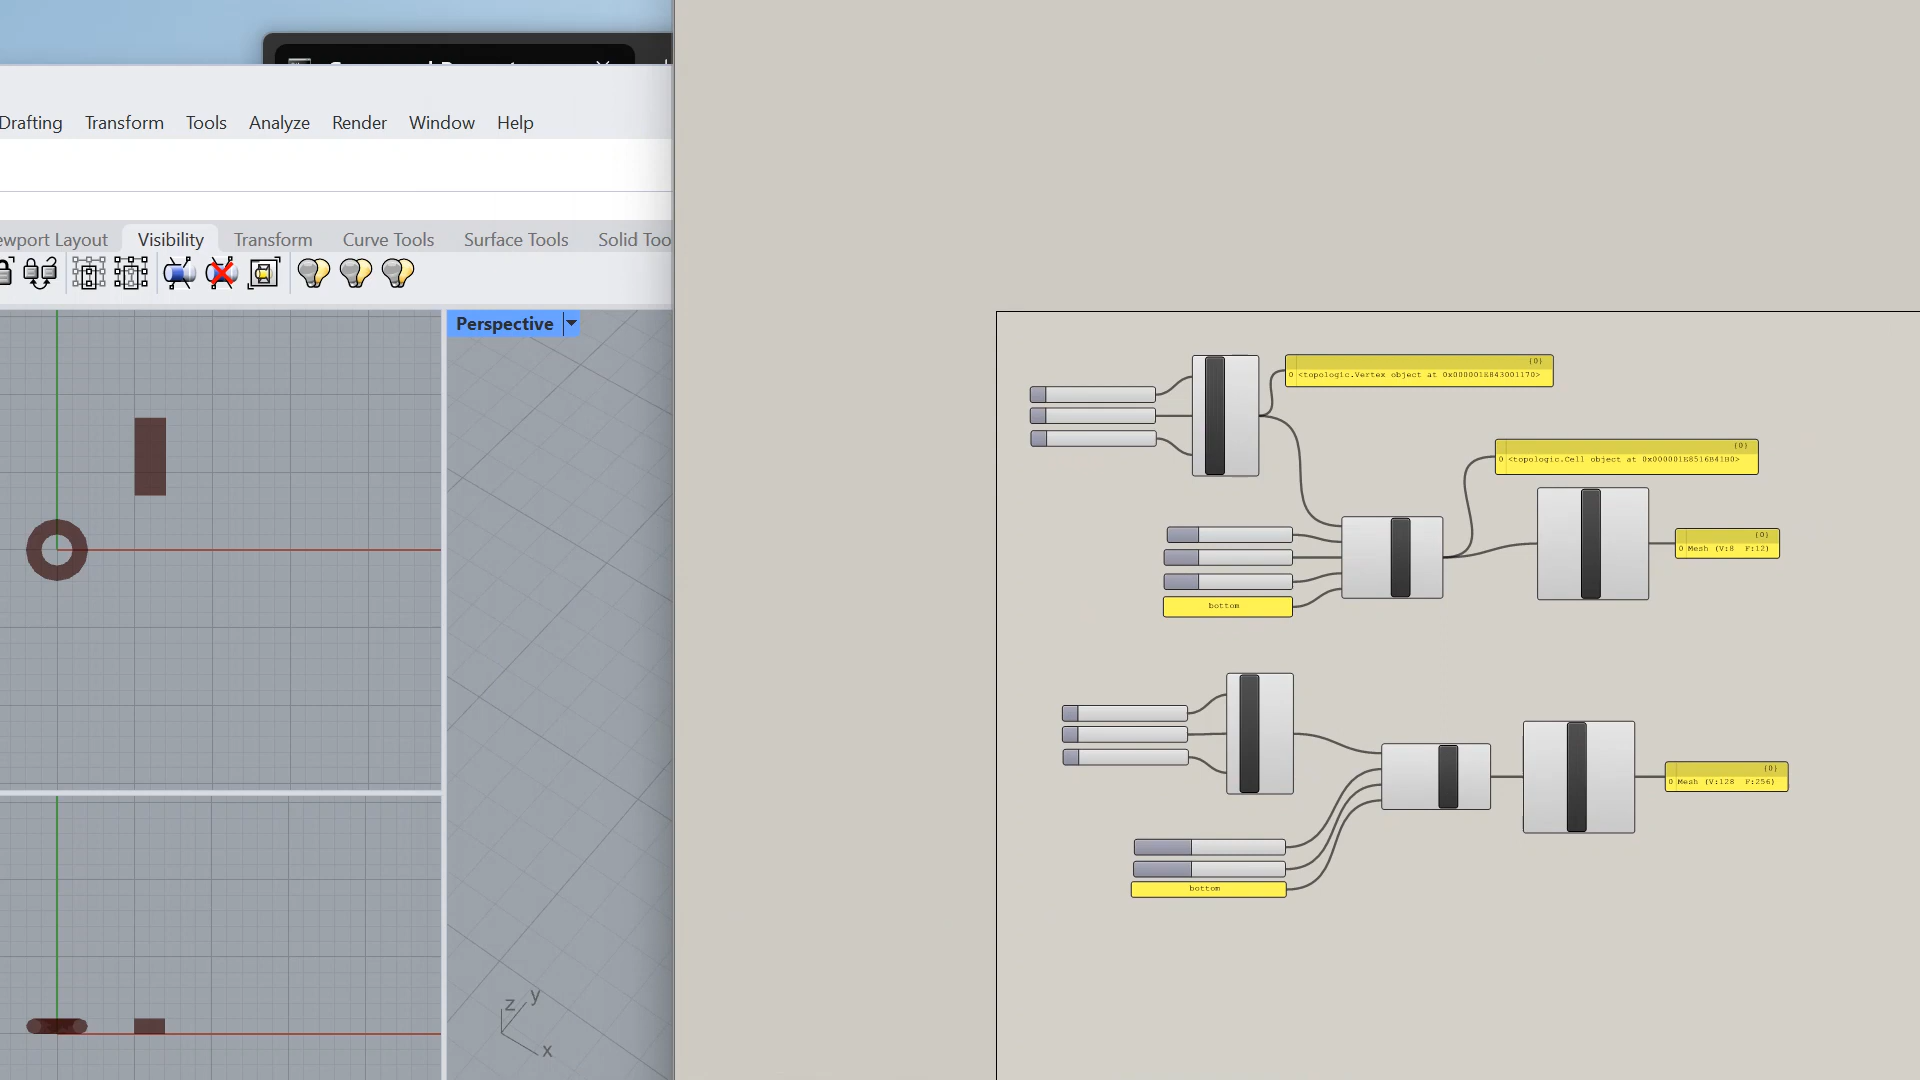 Drafting Transform Tools Analyze Render Window Help
ewport Layout Visibility Transform Curve Tools Surface Tools Solid Too
Perspective
z y
x
{0}
0 <topologic.Vertex object at 0x000001E843001170>
{0}
0 <topologic.Cell object at 0x000001E8516B41B0>
{0}
0 Mesh (V:8 F:12)
bottom
{0}
0 Mesh (V:128 F:256)
bottom